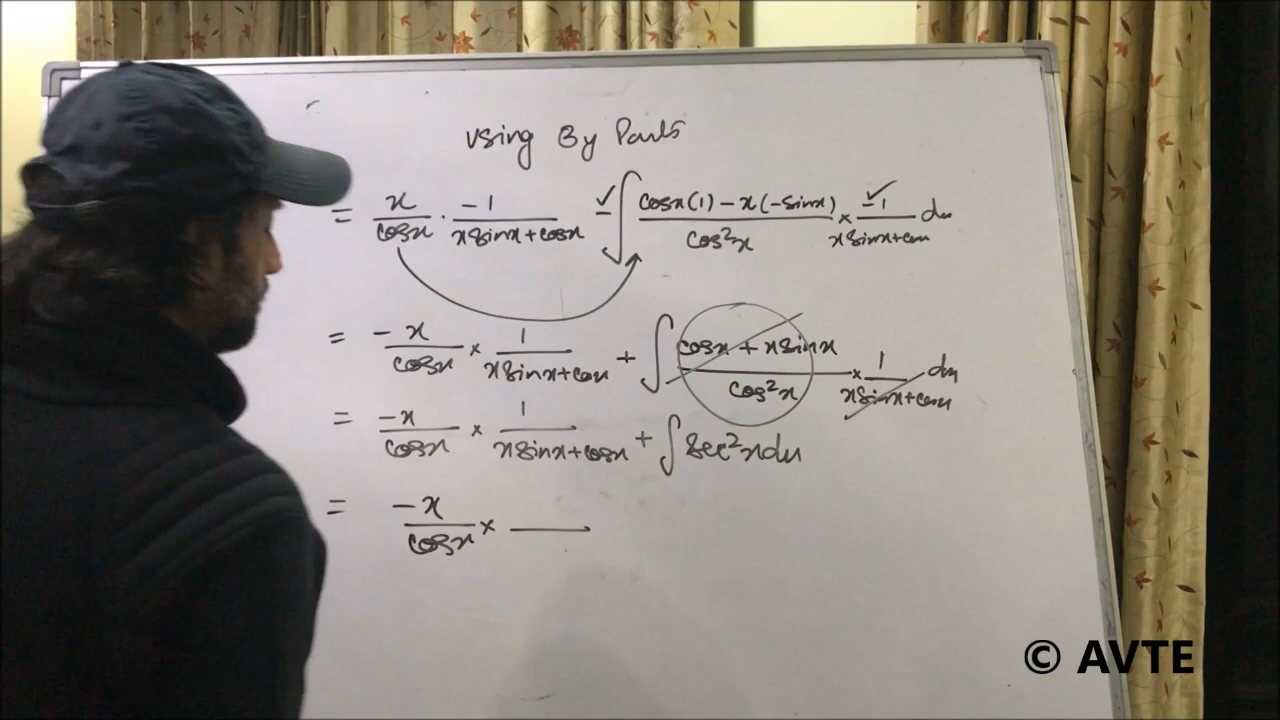 Using By Parts
= x/cosx · -1/(xsinx+cosx) - ∫ (cosx(1) - x(-sinx))/cos²x × -1/(xsinx+cosx) dx
= -x/cosx × 1/(xsinx+cosx) + ∫ (cosx + xsinx)/cos²x × 1/(xsinx+cosx) dx
= -x/cosx × 1/(xsinx+cosx) + ∫ sec²x dx
= -x/cosx ×
© AVTE